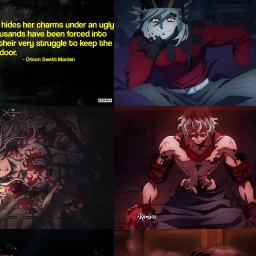 hides her charms under an ugly
usands have been forced into
their very struggle to keep the
door.
- Orison Swett Marden